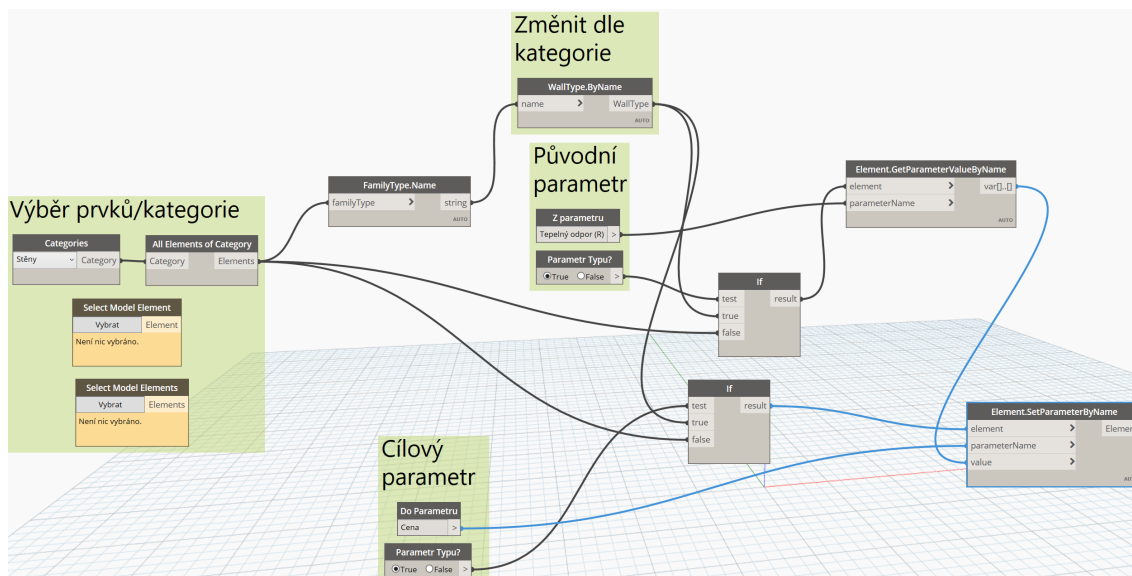 Změnit dle
kategorie
WallType.ByName
name > WallType
AUTO
Původní
parametr
Z parametru
Tepelný odpor (R) >
Parametr Typu?
True False >
Element.GetParameterValueByName
element > var[]..[]
parameterName >
AUTO
FamilyType.Name
familyType > string
AUTO
Výběr prvků/kategorie
Categories
Stěny Category
All Elements of Category
Category Elements
Select Model Element
Vybrat Element
Není nic vybráno.
Select Model Elements
Vybrat Elements
Není nic vybráno.
If
test result
true
false
If
test result
true
false
Element.SetParameterByName
element > Element
parameterName >
value >
AUTO
Cílový
parametr
Do Parametru
Cena >
Parametr Typu?
True False >